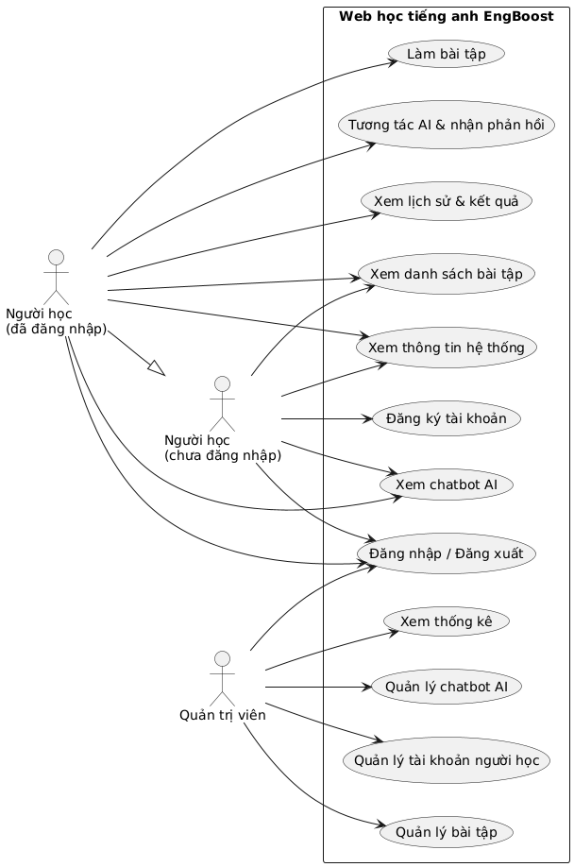 Web học tiếng anh EngBoost
Làm bài tập
Tương tác AI & nhận phản hồi
Xem lịch sử & kết quả
Xem danh sách bài tập
Người học
(đã đăng nhập)
Xem thông tin hệ thống
Đăng ký tài khoản
Người học
(chưa đăng nhập)
Xem chatbot AI
Đăng nhập / Đăng xuất
Xem thống kê
Quản lý chatbot AI
Quản trị viên
Quản lý tài khoản người học
Quản lý bài tập